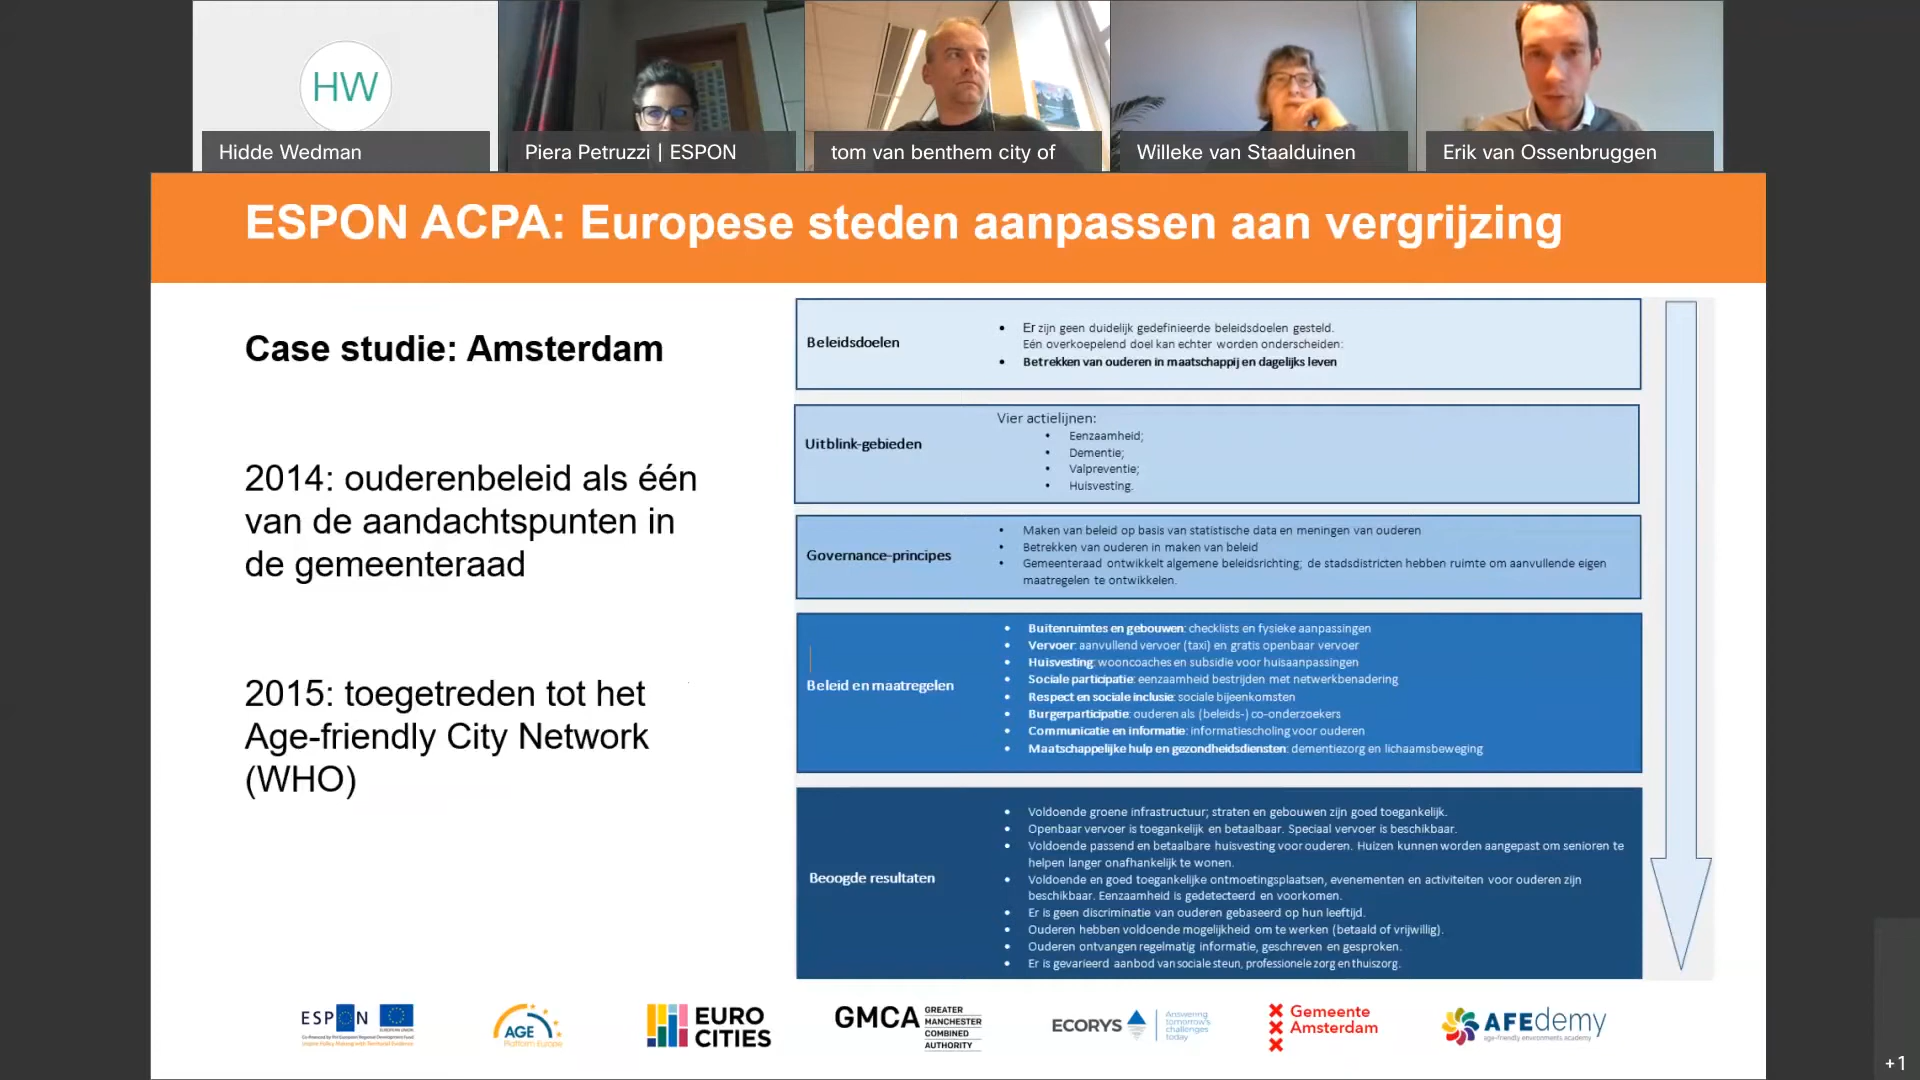 HW
Hidde Wedman
Piera Petruzzi | ESPON
tom van benthem city of
Willeke van Staalduinen
Erik van Ossenbruggen
ESPON ACPA: Europese steden aanpassen aan vergrijzing
Case studie: Amsterdam
2014: ouderenbeleid als één
van de aandachtspunten in
de gemeenteraad
2015: toegetreden tot het
Age-friendly City Network
(WHO)
Beleidsdoelen
• Er zijn geen duidelijk gedefinieerde beleidsdoelen gesteld.
Eén overkoepelend doel kan echter worden onderscheiden:
• Betrekken van ouderen in maatschappij en dagelijks leven
Uitblink-gebieden
Vier actielijnen:
• Eenzaamheid;
• Dementie;
• Valpreventie;
• Huisvesting.
Governance-principes
• Maken van beleid op basis van statistische data en meningen van ouderen
• Betrekken van ouderen in maken van beleid
• Gemeenteraad ontwikkelt algemene beleidsrichting; de stadsdistricten hebben ruimte om aanvullende eigen
maatregelen te ontwikkelen.
Beleid en maatregelen
• Buitenruimtes en gebouwen: checklists en fysieke aanpassingen
• Vervoer: aanvullend vervoer (taxi) en gratis openbaar vervoer
• Huisvesting: wooncoaches en subsidie voor huisaanpassingen
• Sociale participatie: eenzaamheid bestrijden met netwerkbenadering
• Respect en sociale inclusie: sociale bijeenkomsten
• Burgerparticipatie: ouderen als (beleids-) co-onderzoekers
• Communicatie en informatie: informatiescholing voor ouderen
• Maatschappelijke hulp en gezondheidsdiensten: dementiezorg en lichaamsbeweging
Beoogde resultaten
• Voldoende groene infrastructuur; straten en gebouwen zijn goed toegankelijk.
• Openbaar vervoer is toegankelijk en betaalbaar. Speciaal vervoer is beschikbaar.
• Voldoende passend en betaalbare huisvesting voor ouderen. Huizen kunnen worden aangepast om senioren te
helpen langer onafhankelijk te wonen.
• Voldoende en goed toegankelijke ontmoetingsplaatsen, evenementen en activiteiten voor ouderen zijn
beschikbaar. Eenzaamheid is gedetecteerd en voorkomen.
• Er is geen discriminatie van ouderen gebaseerd op hun leeftijd.
• Ouderen hebben voldoende mogelijkheid om te werken (betaald of vrijwillig).
• Ouderen ontvangen regelmatig informatie, geschreven en gesproken.
• Er is gevarieerd aanbod van sociale steun, professionele zorg en thuiszorg.
ESPON
AGE
Platform Europe
EURO
CITIES
GMCA
GREATER
MANCHESTER
COMBINED
AUTHORITY
ECORYS
Answering
tomorrow's
challenges
today
Gemeente
Amsterdam
AFEdemy
age-friendly environments academy
+1